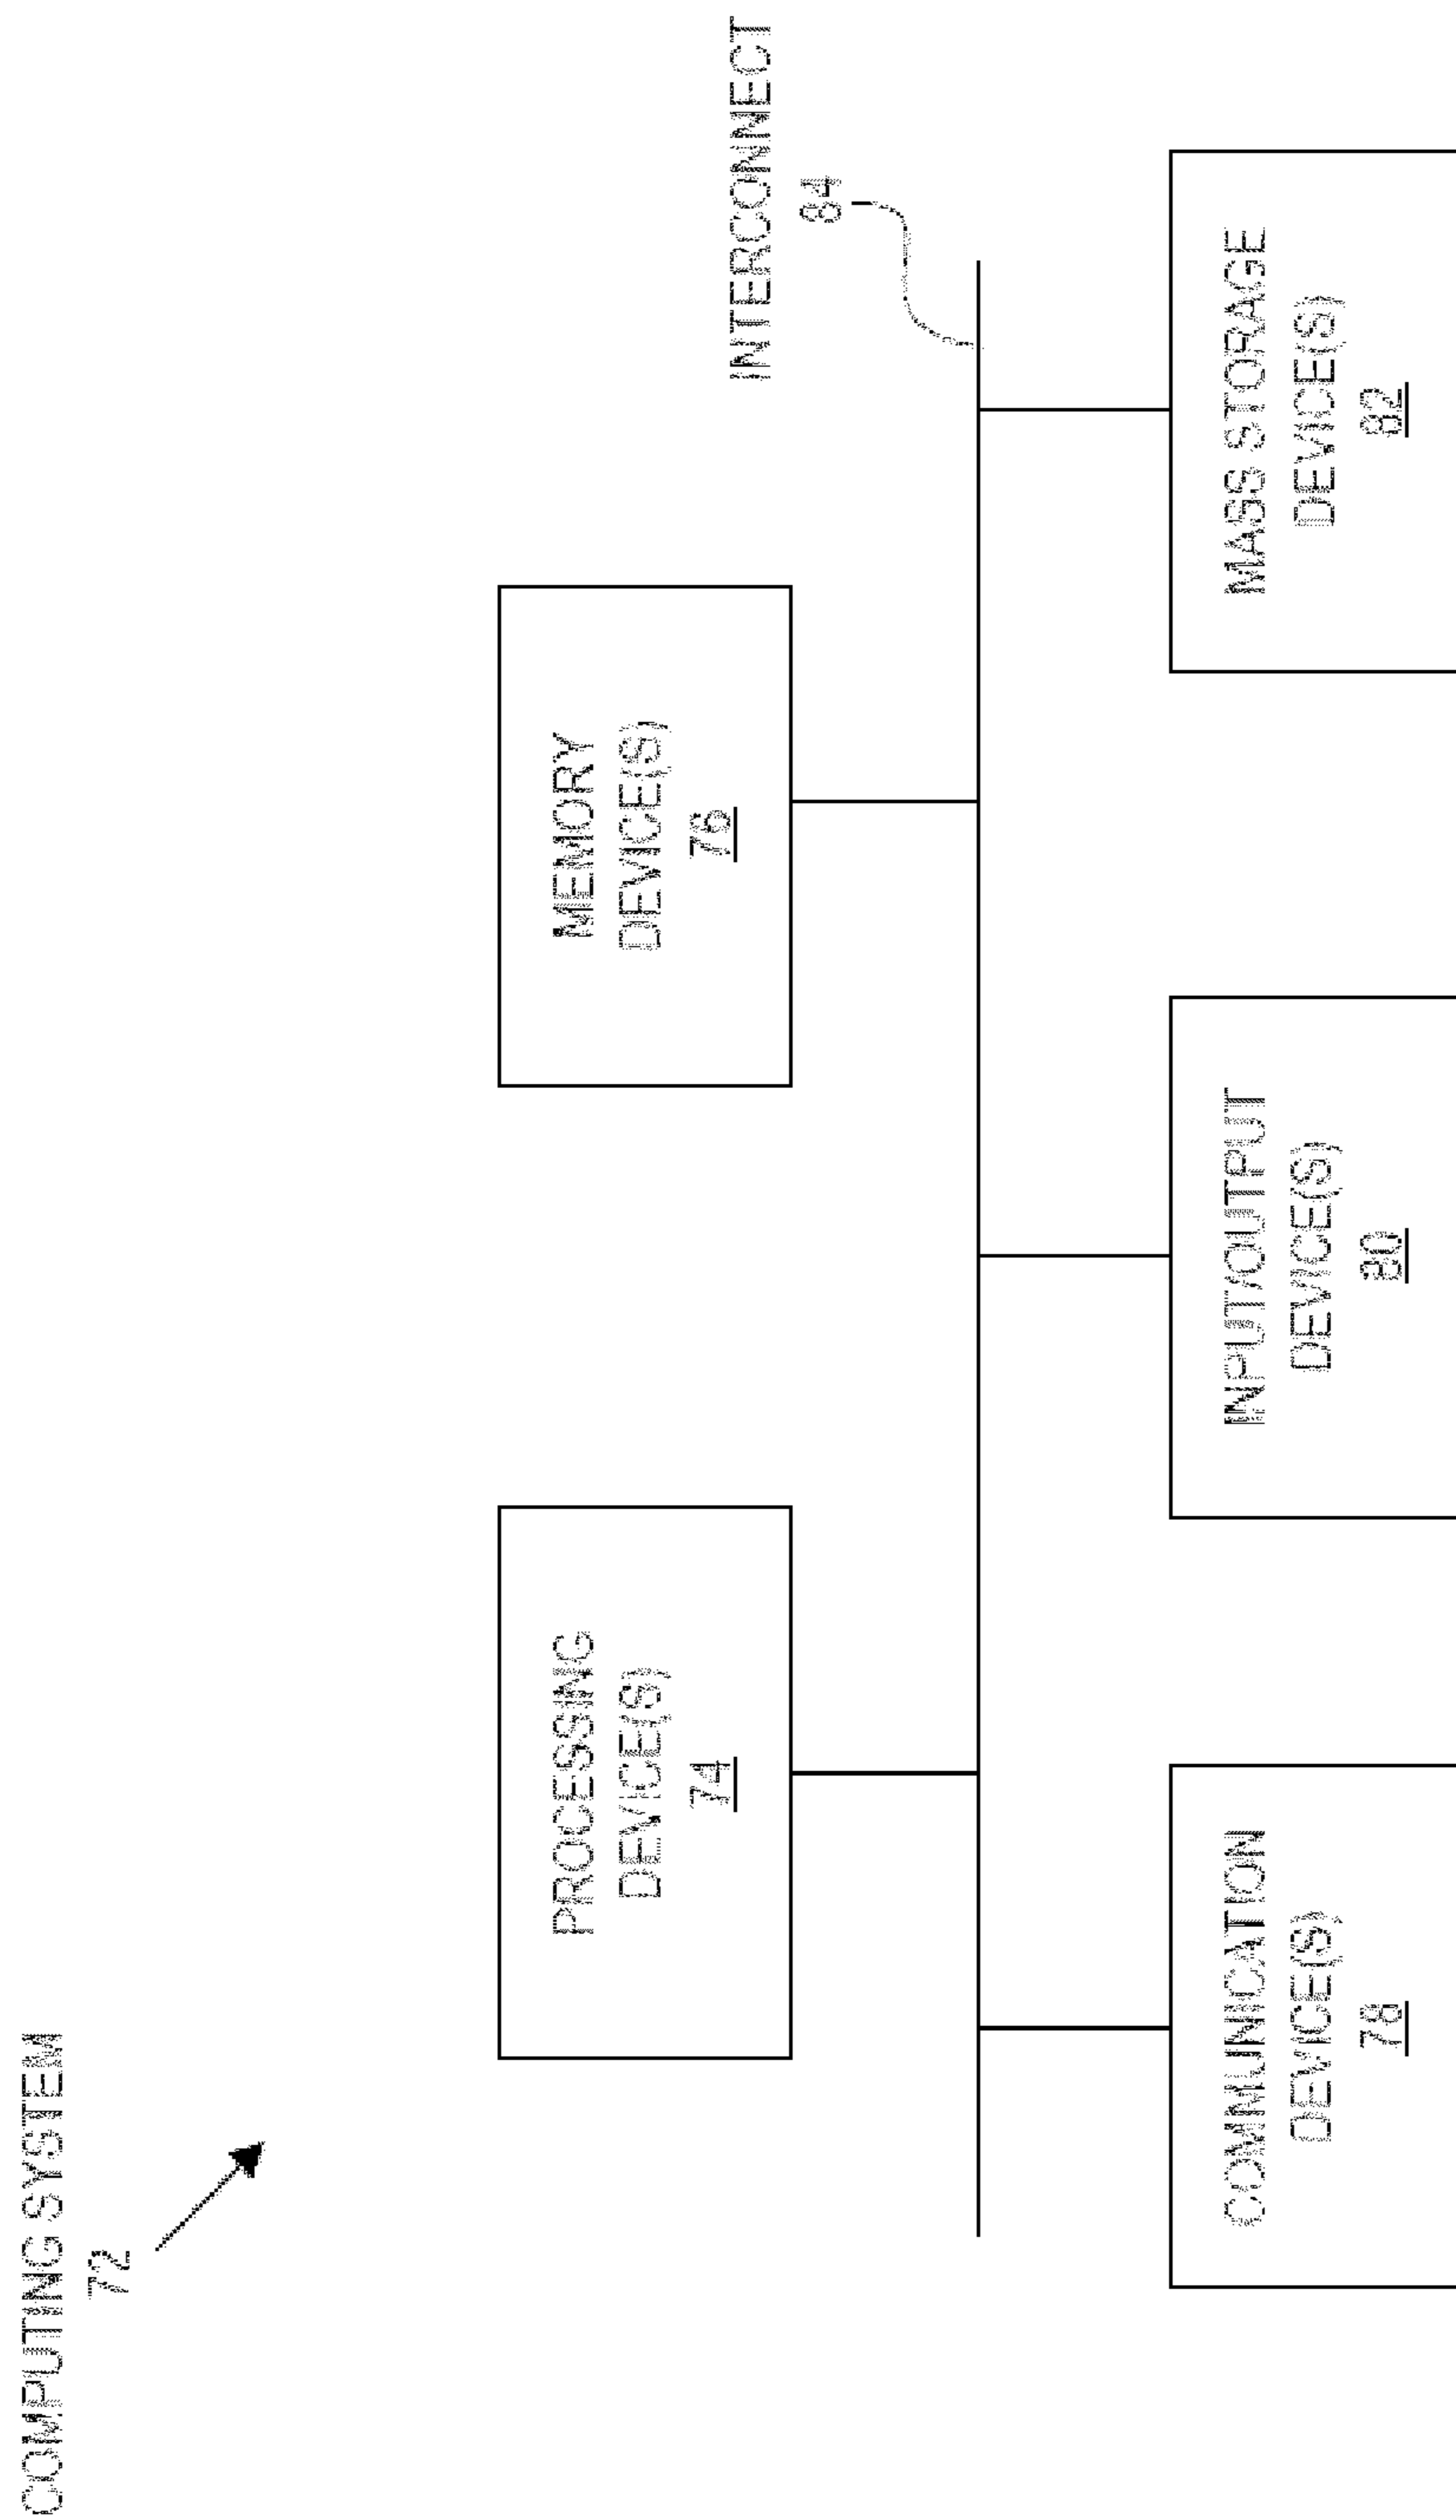 COMPUTING SYSTEM
72
PROCESSING
DEVICE(S)
74
MEMORY
DEVICE(S)
76
INTERCONNECT
84
COMMUNICATION
DEVICE(S)
78
INPUT/OUTPUT
DEVICE(S)
80
MASS STORAGE
DEVICE(S)
82